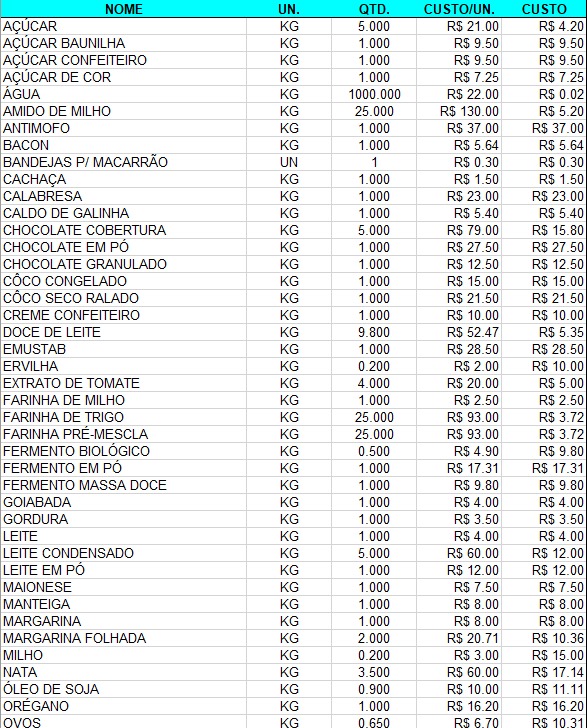 NOME UN. QTD. CUSTO/UN. CUSTO
AÇÚCAR KG 5.000 R$ 21.00 R$ 4.20
AÇÚCAR BAUNILHA KG 1.000 R$ 9.50 R$ 9.50
AÇÚCAR CONFEITEIRO KG 1.000 R$ 9.50 R$ 9.50
AÇÚCAR DE COR KG 1.000 R$ 7.25 R$ 7.25
ÁGUA KG 1000.000 R$ 22.00 R$ 0.02
AMIDO DE MILHO KG 25.000 R$ 130.00 R$ 5.20
ANTIMOFO KG 1.000 R$ 37.00 R$ 37.00
BACON KG 1.000 R$ 5.64 R$ 5.64
BANDEJAS P/ MACARRÃO UN 1 R$ 0.30 R$ 0.30
CACHAÇA KG 1.000 R$ 1.50 R$ 1.50
CALABRESA KG 1.000 R$ 23.00 R$ 23.00
CALDO DE GALINHA KG 1.000 R$ 5.40 R$ 5.40
CHOCOLATE COBERTURA KG 5.000 R$ 79.00 R$ 15.80
CHOCOLATE EM PÓ KG 1.000 R$ 27.50 R$ 27.50
CHOCOLATE GRANULADO KG 1.000 R$ 12.50 R$ 12.50
CÔCO CONGELADO KG 1.000 R$ 15.00 R$ 15.00
CÔCO SECO RALADO KG 1.000 R$ 21.50 R$ 21.50
CREME CONFEITEIRO KG 1.000 R$ 10.00 R$ 10.00
DOCE DE LEITE KG 9.800 R$ 52.47 R$ 5.35
EMUSTAB KG 1.000 R$ 28.50 R$ 28.50
ERVILHA KG 0.200 R$ 2.00 R$ 10.00
EXTRATO DE TOMATE KG 4.000 R$ 20.00 R$ 5.00
FARINHA DE MILHO KG 1.000 R$ 2.50 R$ 2.50
FARINHA DE TRIGO KG 25.000 R$ 93.00 R$ 3.72
FARINHA PRÉ-MESCLA KG 25.000 R$ 93.00 R$ 3.72
FERMENTO BIOLÓGICO KG 0.500 R$ 4.90 R$ 9.80
FERMENTO EM PÓ KG 1.000 R$ 17.31 R$ 17.31
FERMENTO MASSA DOCE KG 1.000 R$ 9.80 R$ 9.80
GOIABADA KG 1.000 R$ 4.00 R$ 4.00
GORDURA KG 1.000 R$ 3.50 R$ 3.50
LEITE KG 1.000 R$ 4.00 R$ 4.00
LEITE CONDENSADO KG 5.000 R$ 60.00 R$ 12.00
LEITE EM PÓ KG 1.000 R$ 12.00 R$ 12.00
MAIONESE KG 1.000 R$ 7.50 R$ 7.50
MANTEIGA KG 1.000 R$ 8.00 R$ 8.00
MARGARINA KG 1.000 R$ 8.00 R$ 8.00
MARGARINA FOLHADA KG 2.000 R$ 20.71 R$ 10.36
MILHO KG 0.200 R$ 3.00 R$ 15.00
NATA KG 3.500 R$ 60.00 R$ 17.14
ÓLEO DE SOJA KG 0.900 R$ 10.00 R$ 11.11
ORÉGANO KG 1.000 R$ 16.20 R$ 16.20
OVOS KG 0.650 R$ 6.70 R$ 10.31